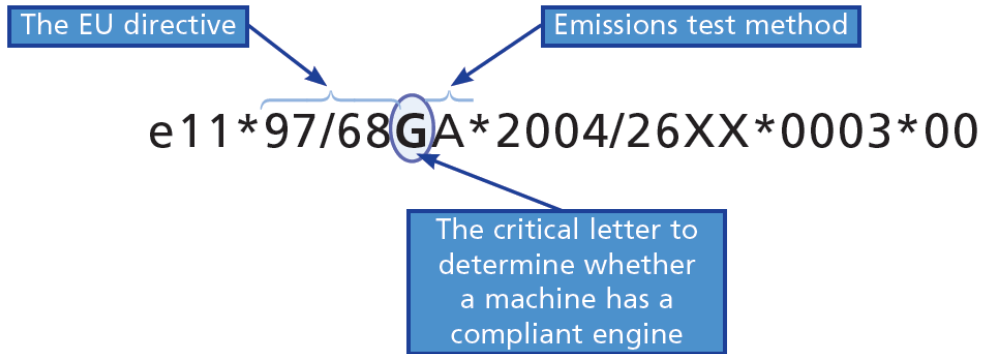 The EU directive
Emissions test method
e11*97/68GA*2004/26XX*0003*00
The critical letter to
determine whether
a machine has a
compliant engine